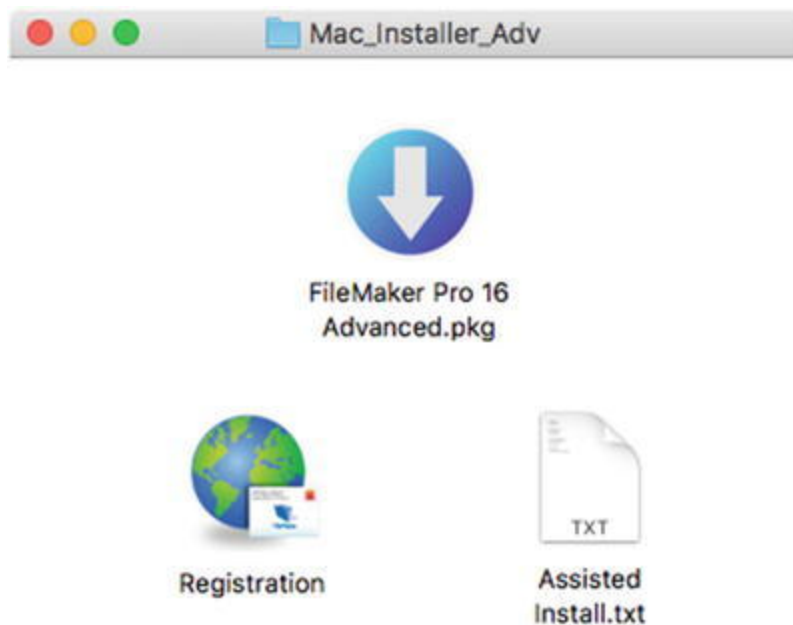 Mac_Installer_Adv
FileMaker Pro 16
Advanced.pkg
TXT
Registration
Assisted
Install.txt